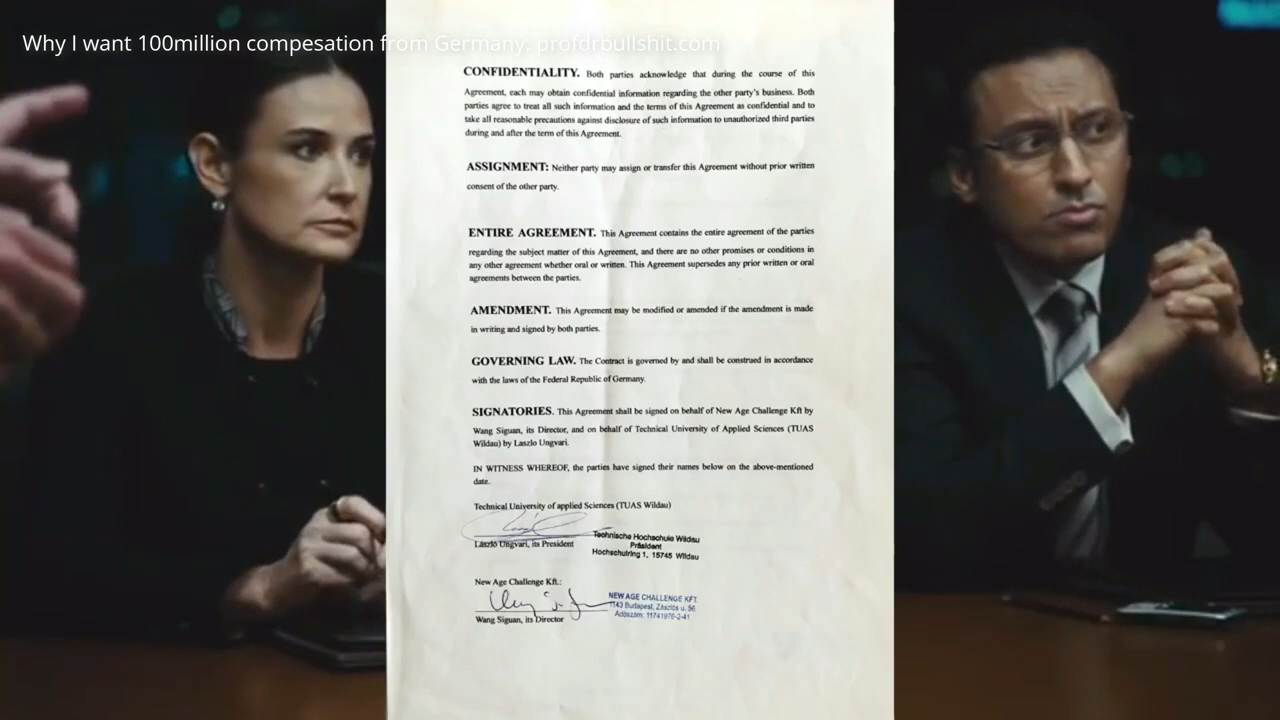 Why I want 100million compesation from Germany. profdrbullshit.com
CONFIDENTIALITY. Both parties acknowledge that during the course of this
Agreement, each may obtain confidential information regarding the other party's business. Both
parties agree to treat all such information and the terms of this Agreement as confidential and to
take all reasonable precautions against disclosure of such information to unauthorized third parties
during and after the term of this Agreement.
ASSIGNMENT: Neither party may assign or transfer this Agreement without prior written
consent of the other party.
ENTIRE AGREEMENT. This Agreement contains the entire agreement of the parties
regarding the subject matter of this Agreement, and there are no other promises or conditions in
any other agreement whether oral or written. This Agreement supersedes any prior written or oral
agreements between the parties.
AMENDMENT. This Agreement may be modified or amended if the amendment is made
in writing and signed by both parties.
GOVERNING LAW. The Contract is governed by and shall be construed in accordance
with the laws of the Federal Republic of Germany.
SIGNATORIES. This Agreement shall be signed on behalf of New Age Challenge Kft by
Wang Siguan, its Director, and on behalf of Technical University of Applied Sciences (TUAS
Wildau) by Laszlo Ungvari.
IN WITNESS WHEREOF, the parties have signed their names below on the above-mentioned
date.
Technical University of applied Sciences (TUAS Wildau)
László Ungvari, its President
Technische Hochschule Wildau
Präsident
Hochschulring 1, 15745 Wildau
New Age Challenge Kft.:
Wang Siguan, its Director
NEW AGE CHALLENGE KFT.
1143 Budapest, Zászlós u. 56
Adószám: 11741976-2-41